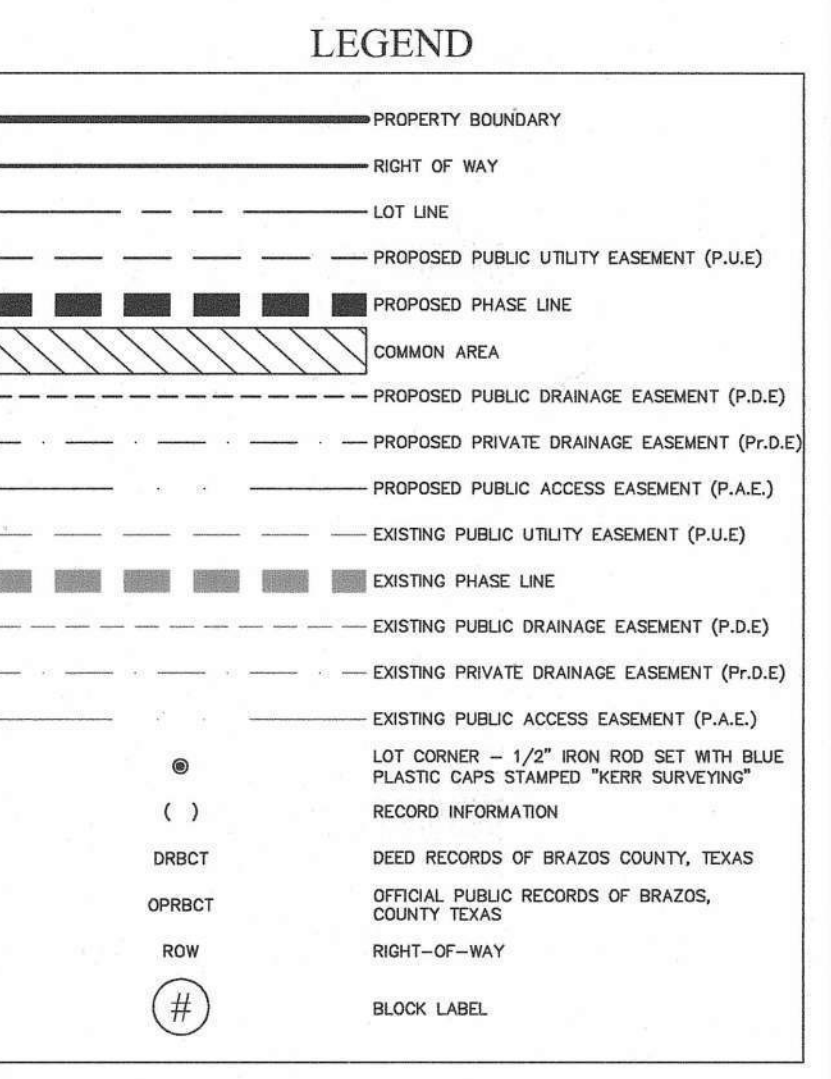 LEGEND
PROPERTY BOUNDARY
RIGHT OF WAY
LOT LINE
PROPOSED PUBLIC UTILITY EASEMENT (P.U.E)
PROPOSED PHASE LINE
COMMON AREA
PROPOSED PUBLIC DRAINAGE EASEMENT (P.D.E)
PROPOSED PRIVATE DRAINAGE EASEMENT (Pr.D.E)
PROPOSED PUBLIC ACCESS EASEMENT (P.A.E.)
EXISTING PUBLIC UTILITY EASEMENT (P.U.E)
EXISTING PHASE LINE
EXISTING PUBLIC DRAINAGE EASEMENT (P.D.E)
EXISTING PRIVATE DRAINAGE EASEMENT (Pr.D.E)
EXISTING PUBLIC ACCESS EASEMENT (P.A.E.)
LOT CORNER – 1/2" IRON ROD SET WITH BLUE
PLASTIC CAPS STAMPED "KERR SURVEYING"
( ) RECORD INFORMATION
DRBCT DEED RECORDS OF BRAZOS COUNTY, TEXAS
OPRBCT OFFICIAL PUBLIC RECORDS OF BRAZOS,
COUNTY TEXAS
ROW RIGHT–OF–WAY
# BLOCK LABEL